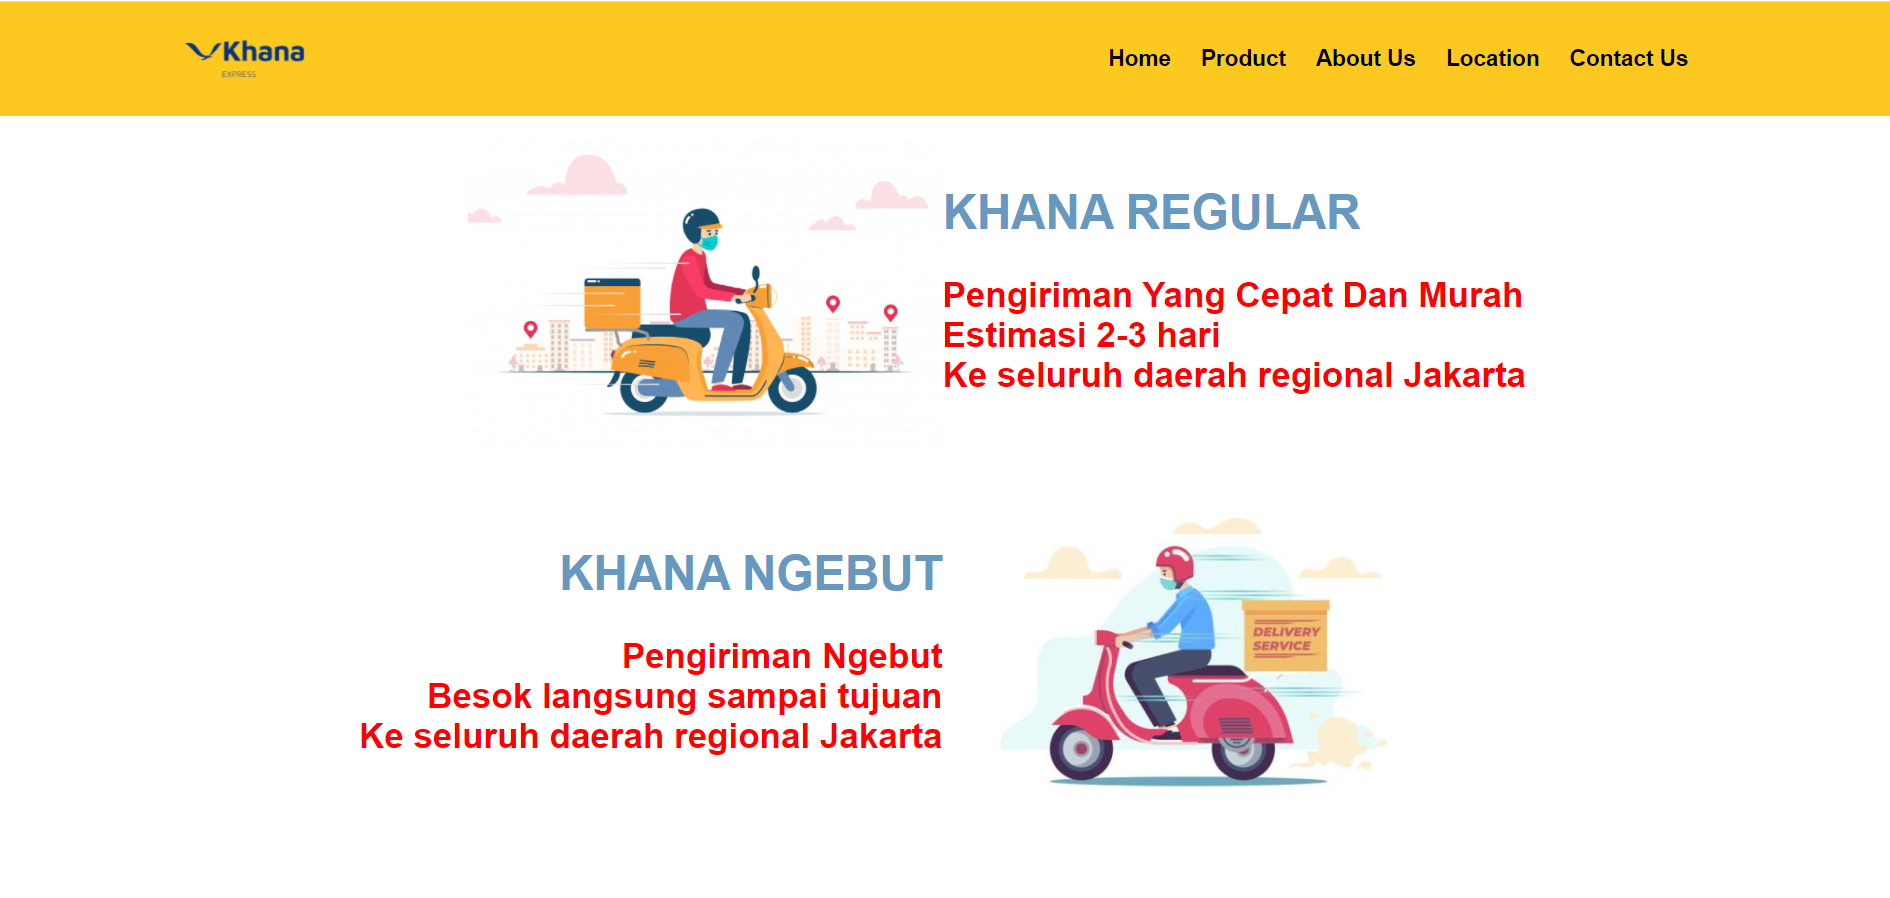 Khana
EXPRESS
Home Product About Us Location Contact Us
KHANA REGULAR
Pengiriman Yang Cepat Dan Murah
Estimasi 2-3 hari
Ke seluruh daerah regional Jakarta
KHANA NGEBUT
Pengiriman Ngebut
Besok langsung sampai tujuan
Ke seluruh daerah regional Jakarta
DELIVERY
SERVICE